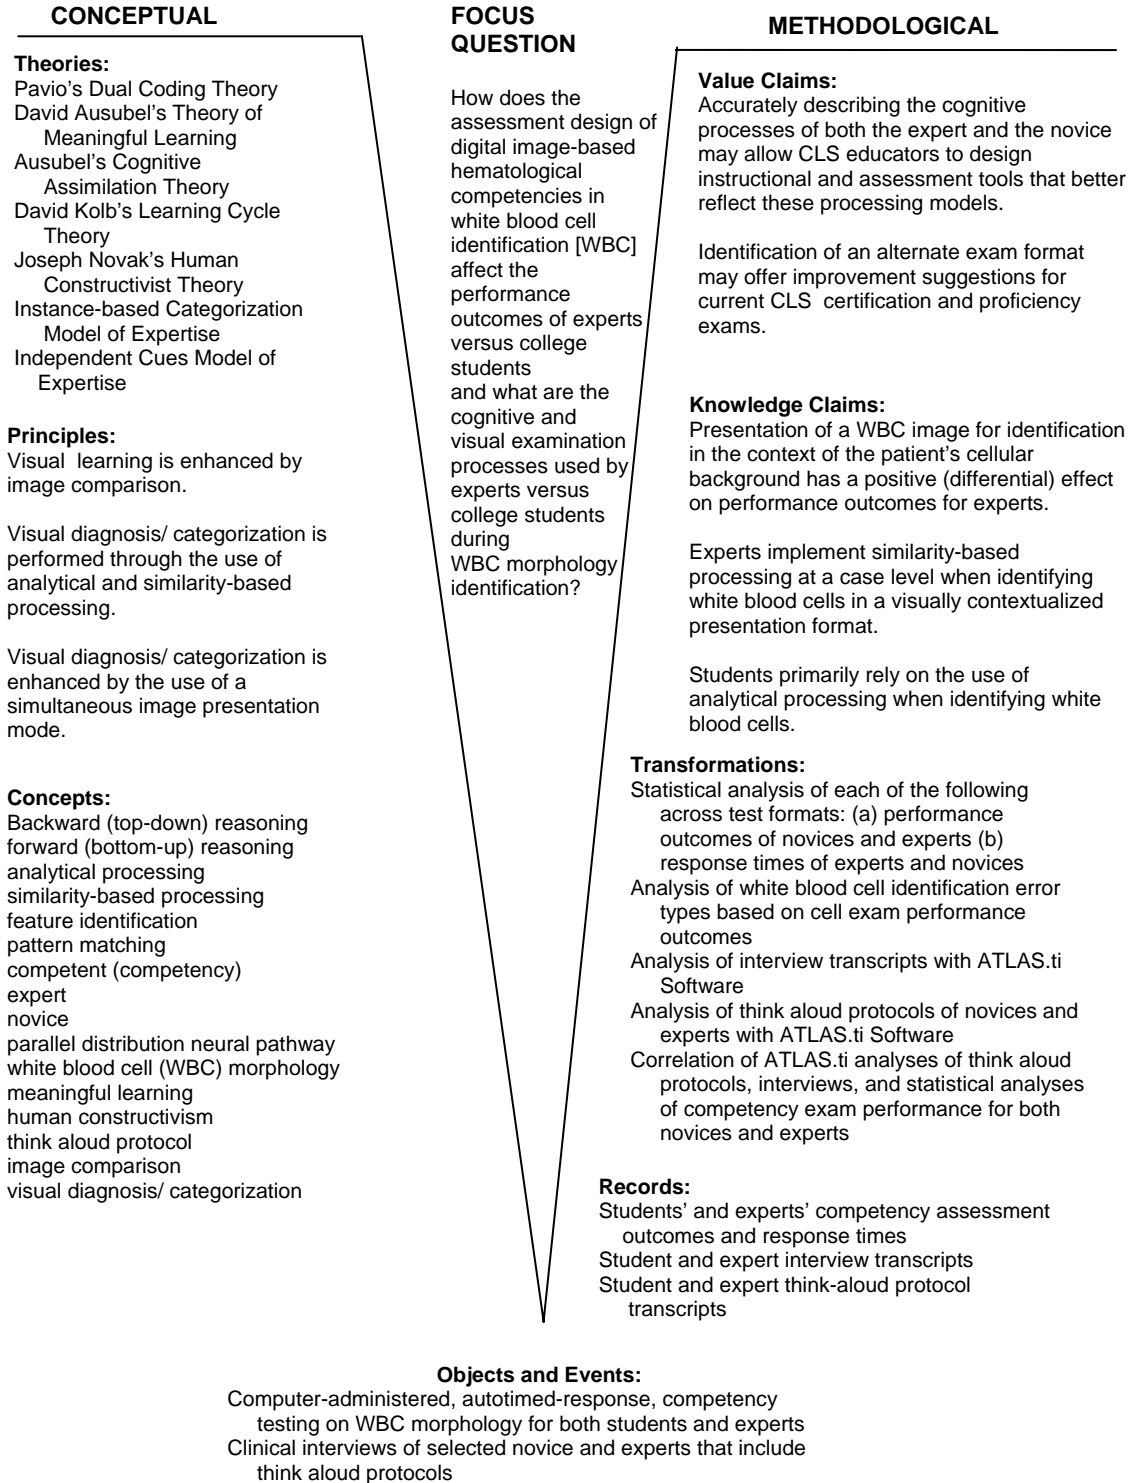 CONCEPTUAL
Theories:
Pavio's Dual Coding Theory
David Ausubel's Theory of
Meaningful Learning
Ausubel's Cognitive
Assimilation Theory
David Kolb's Learning Cycle
Theory
Joseph Novak's Human
Constructivist Theory
Instance-based Categorization
Model of Expertise
Independent Cues Model of
Expertise
Principles:
Visual learning is enhanced by
image comparison.
Visual diagnosis/ categorization is
performed through the use of
analytical and similarity-based
processing.
Visual diagnosis/ categorization is
enhanced by the use of a
simultaneous image presentation
mode.
Concepts:
Backward (top-down) reasoning
forward (bottom-up) reasoning
analytical processing
similarity-based processing
feature identification
pattern matching
competent (competency)
expert
novice
parallel distribution neural pathway
white blood cell (WBC) morphology
meaningful learning
human constructivism
think aloud protocol
image comparison
visual diagnosis/ categorization
FOCUS
QUESTION
How does the
assessment design of
digital image-based
hematological
competencies in
white blood cell
identification [WBC]
affect the
performance
outcomes of experts
versus college
students
and what are the
cognitive and
visual examination
processes used by
experts versus
college students
during
WBC morphology
identification?
METHODOLOGICAL
Value Claims:
Accurately describing the cognitive
processes of both the expert and the novice
may allow CLS educators to design
instructional and assessment tools that better
reflect these processing models.
Identification of an alternate exam format
may offer improvement suggestions for
current CLS certification and proficiency
exams.
Knowledge Claims:
Presentation of a WBC image for identification
in the context of the patient's cellular
background has a positive (differential) effect
on performance outcomes for experts.
Experts implement similarity-based
processing at a case level when identifying
white blood cells in a visually contextualized
presentation format.
Students primarily rely on the use of
analytical processing when identifying white
blood cells.
Transformations:
Statistical analysis of each of the following
across test formats: (a) performance
outcomes of novices and experts (b)
response times of experts and novices
Analysis of white blood cell identification error
types based on cell exam performance
outcomes
Analysis of interview transcripts with ATLAS.ti
Software
Analysis of think aloud protocols of novices and
experts with ATLAS.ti Software
Correlation of ATLAS.ti analyses of think aloud
protocols, interviews, and statistical analyses
of competency exam performance for both
novices and experts
Records:
Students' and experts' competency assessment
outcomes and response times
Student and expert interview transcripts
Student and expert think-aloud protocol
transcripts
Objects and Events:
Computer-administered, autotimed-response, competency
testing on WBC morphology for both students and experts
Clinical interviews of selected novice and experts that include
think aloud protocols